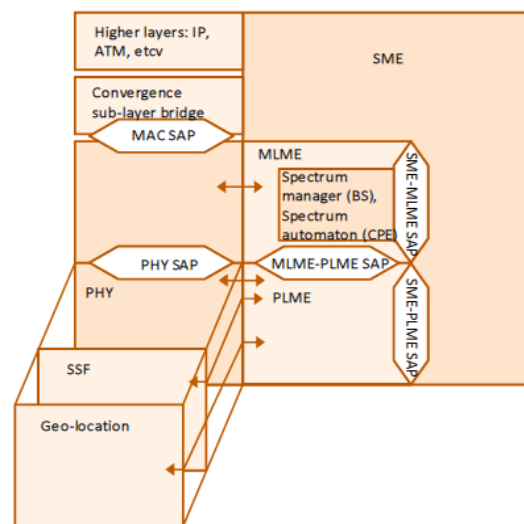 Higher layers: IP,
ATM, etcv
SME
Convergence
sub-layer bridge
MAC SAP
MLME
Spectrum
manager (BS),
Spectrum
automaton (CPE)
SME-MLME SAP
PHY SAP
MLME-PLME SAP
PHY
PLME
SME-PLME SAP
SSF
Geo-location